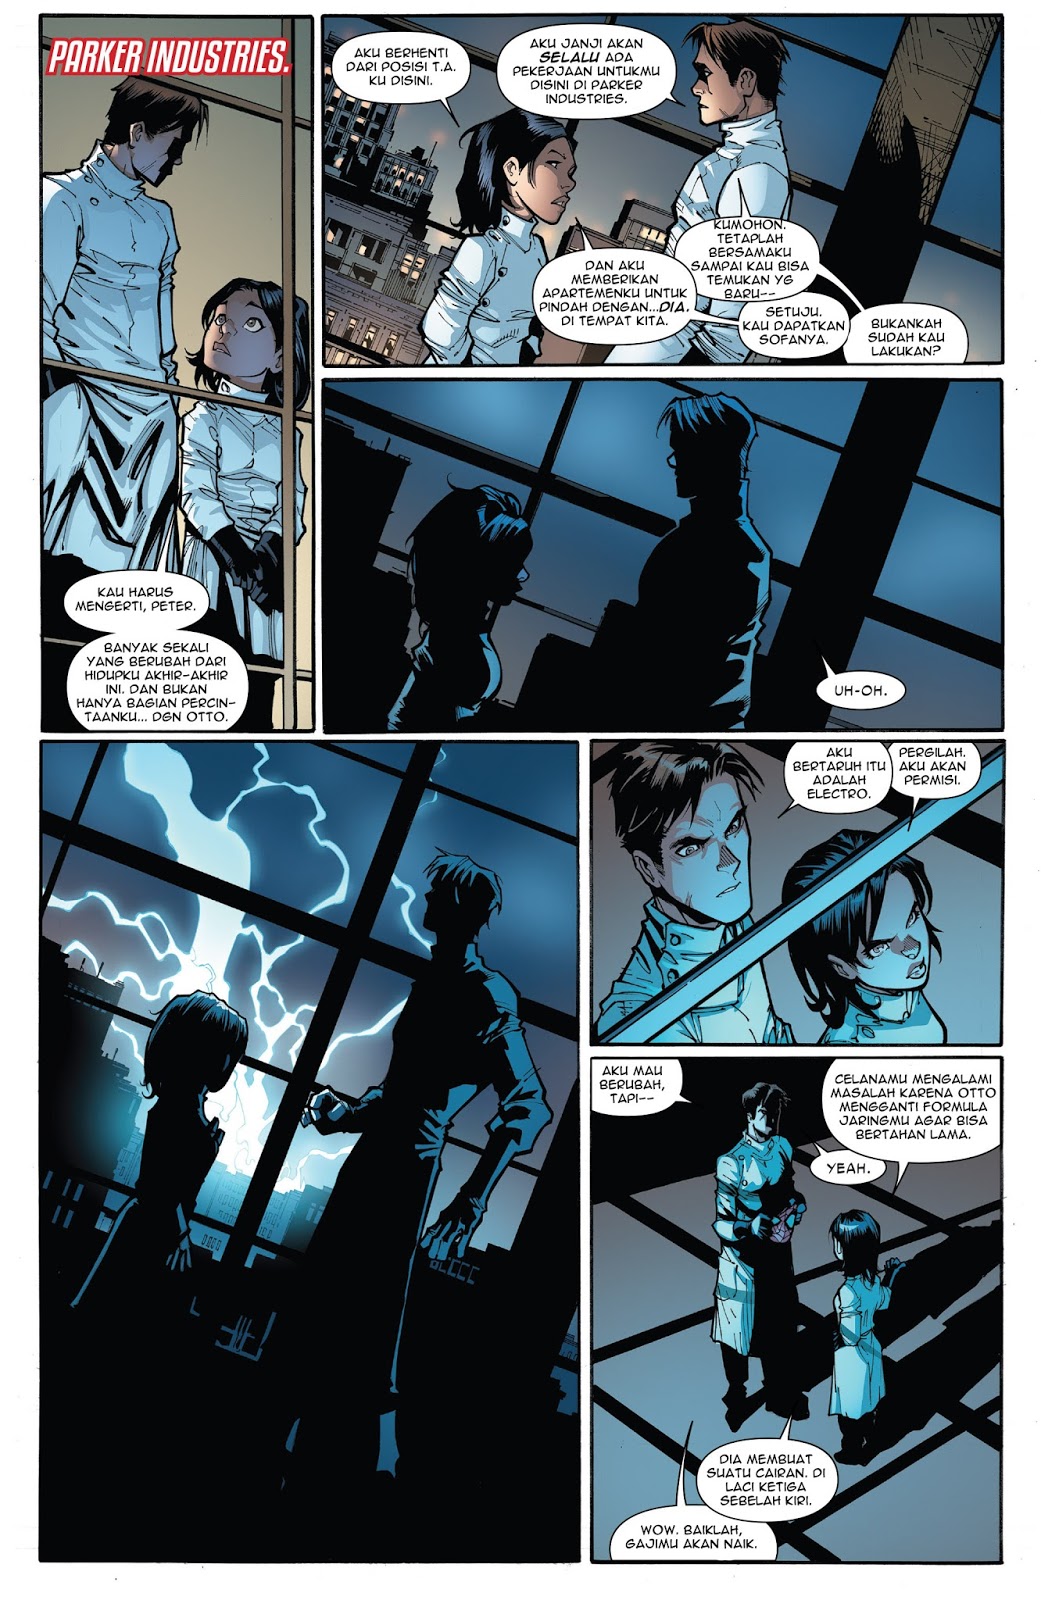 PARKER INDUSTRIES.
KAU HARUS
MENGERTI, PETER.
BANYAK SEKALI
YANG BERUBAH DARI
HIDUPKU AKHIR-AKHIR
INI. DAN BUKAN
HANYA BAGIAN PERCIN-
TAANKU... DGN OTTO.
AKU BERHENTI
DARI POSISI T.A.
KU DISINI.
AKU JANJI AKAN
SELALU ADA
PEKERJAAN UNTUKMU
DISINI DI PARKER
INDUSTRIES.
DAN AKU
MEMBERIKAN
APARTEMENKU UNTUK
PINDAH DENGAN...DIA.
DI TEMPAT KITA.
KUMOHON.
TETAPLAH
BERSAMAKU
SAMPAI KAU BISA
TEMUKAN YG
BARU--
SETUJU.
KAU DAPATKAN
SOFANYA.
BUKANKAH
SUDAH KAU
LAKUKAN?
UH-OH.
AKU
BERTARUH ITU
ADALAH
ELECTRO.
PERGILAH.
AKU AKAN
PERMISI.
AKU MAU
BERUBAH,
TAPI--
CELANAMU MENGALAMI
MASALAH KARENA OTTO
MENGGANTI FORMULA
JARINGMU AGAR BISA
BERTAHAN LAMA.
YEAH.
DIA MEMBUAT
SUATU CAIRAN. DI
LACI KETIGA
SEBELAH KIRI.
WOW. BAIKLAH,
GAJIMU AKAN NAIK.